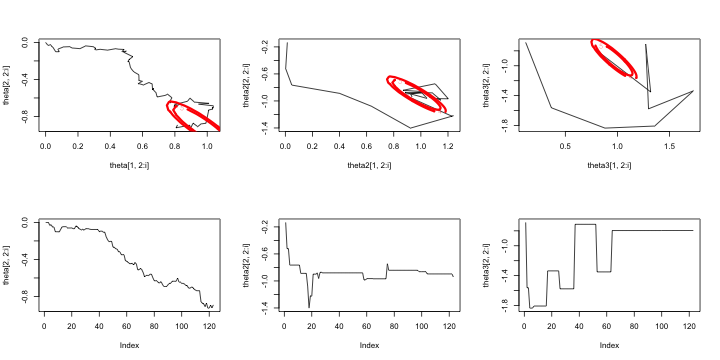 theta[2, 2:i]
0.0
-0.4
-0.8
0.0 0.2 0.4 0.6 0.8 1.0
theta[1, 2:i]
theta2[2, 2:i]
-0.2
-0.6
-1.0
-1.4
0.0 0.2 0.4 0.6 0.8 1.0 1.2
theta2[1, 2:i]
theta3[2, 2:i]
-1.0
-1.4
-1.8
0.5 1.0 1.5
theta3[1, 2:i]
theta[2, 2:i]
0.0
-0.4
-0.8
0 20 40 60 80 100 120
Index
theta2[2, 2:i]
-0.2
-0.6
-1.0
-1.4
0 20 40 60 80 100 120
Index
theta3[2, 2:i]
-1.0
-1.4
-1.8
0 20 40 60 80 100 120
Index